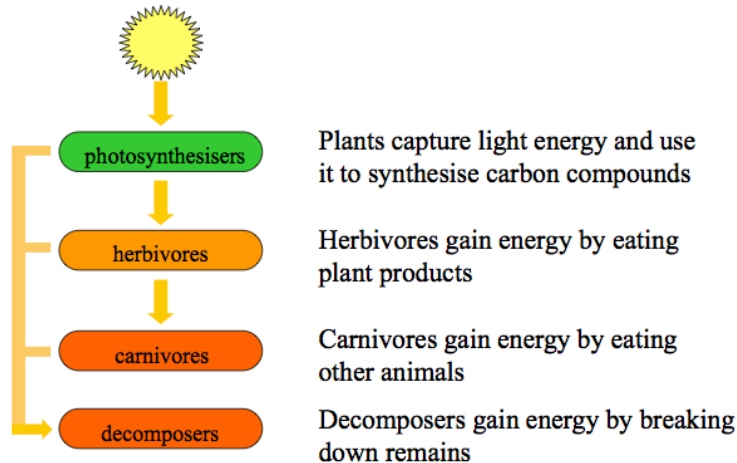 photosynthesisers
Plants capture light energy and use
it to synthesise carbon compounds
herbivores
Herbivores gain energy by eating
plant products
carnivores
Carnivores gain energy by eating
other animals
decomposers
Decomposers gain energy by breaking
down remains